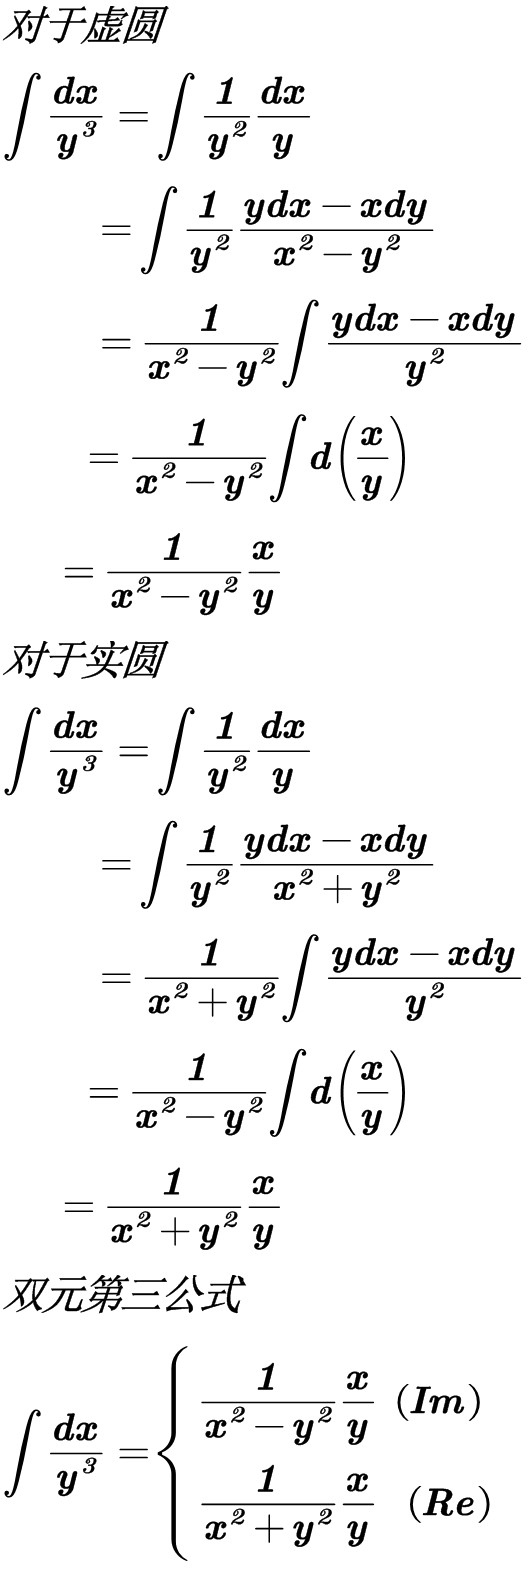 对于虚圆
∫ dx/y³ = ∫ 1/y² dx/y
= ∫ 1/y² (ydx − xdy)/(x² − y²)
= 1/(x² − y²) ∫ (ydx − xdy)/y²
= 1/(x² − y²) ∫ d(x/y)
= 1/(x² − y²) x/y
对于实圆
∫ dx/y³ = ∫ 1/y² dx/y
= ∫ 1/y² (ydx − xdy)/(x² + y²)
= 1/(x² + y²) ∫ (ydx − xdy)/y²
= 1/(x² − y²) ∫ d(x/y)
= 1/(x² + y²) x/y
双元第三公式
∫ dx/y³ = { 1/(x² − y²) x/y (Im)
1/(x² + y²) x/y (Re)